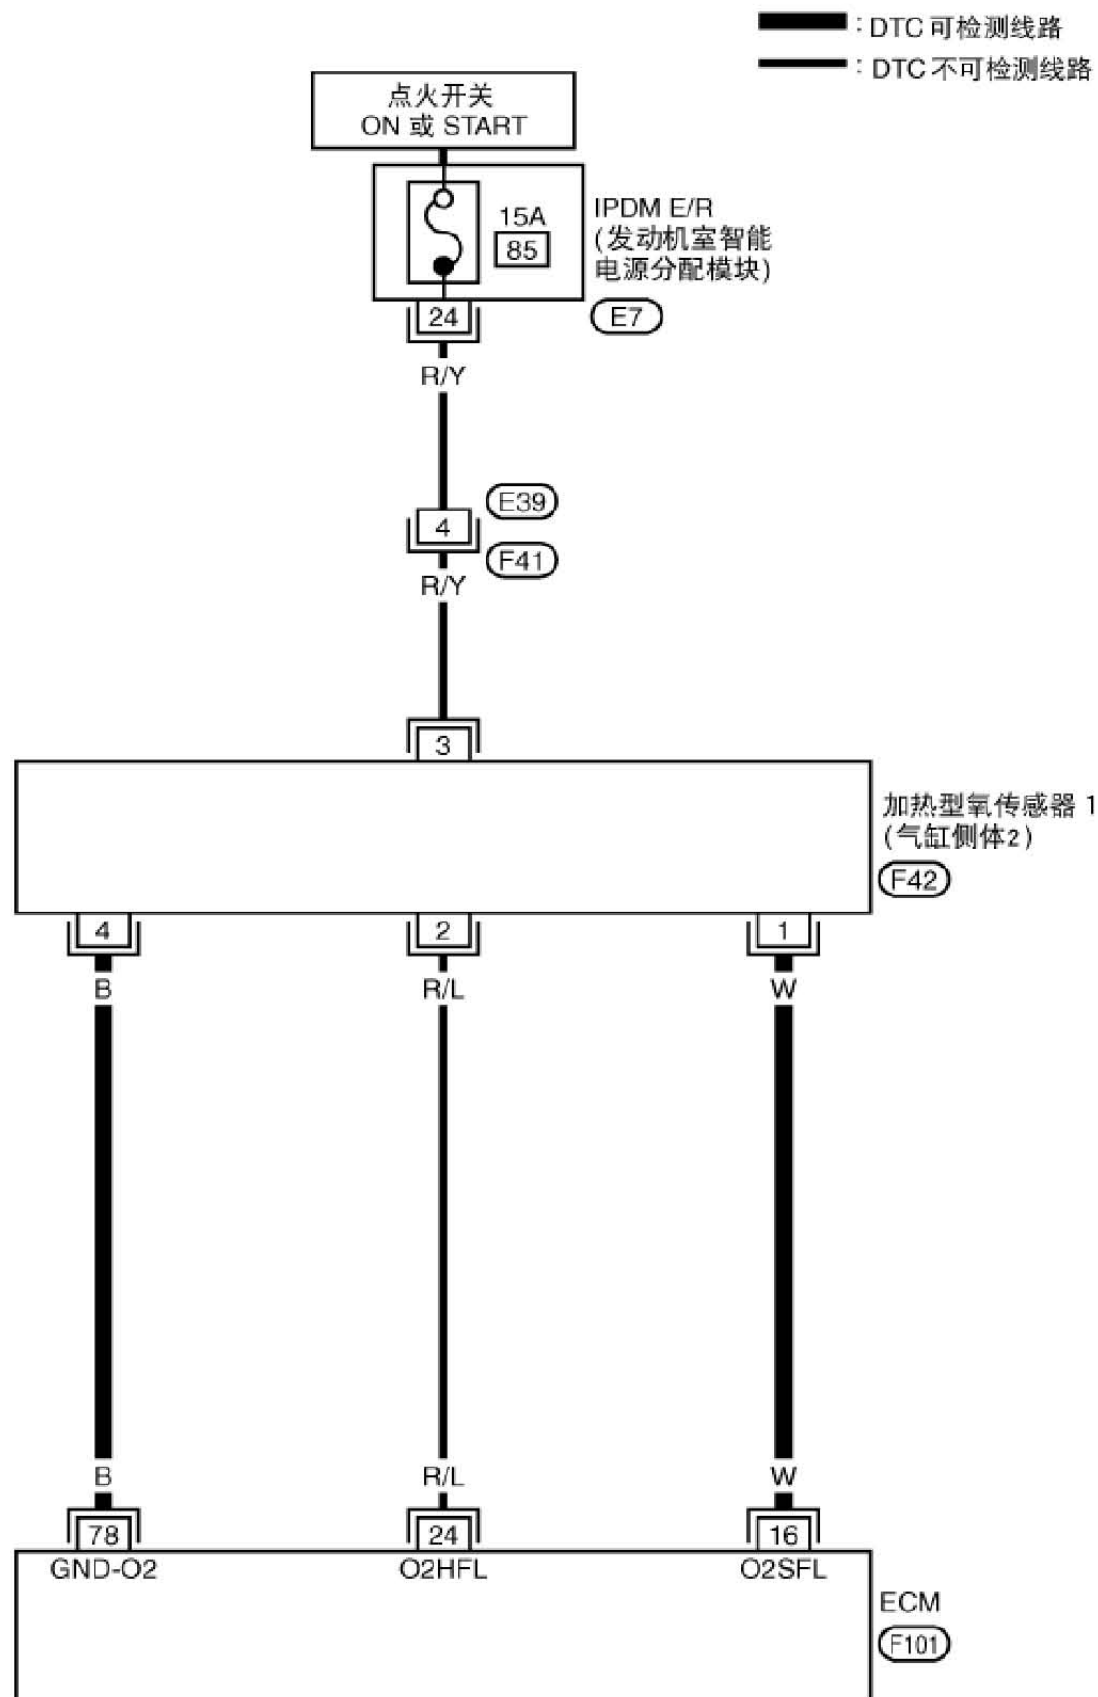 : DTC 可检测线路
: DTC 不可检测线路
点火开关
ON 或 START
15A
85
IPDM E/R
(发动机室智能
电源分配模块)
24
E7
R/Y
E39
4
F41
R/Y
3
加热型氧传感器 1
(气缸侧体2)
F42
4
2
1
B
R/L
W
B
R/L
W
78
24
16
GND-O2
O2HFL
O2SFL
ECM
F101